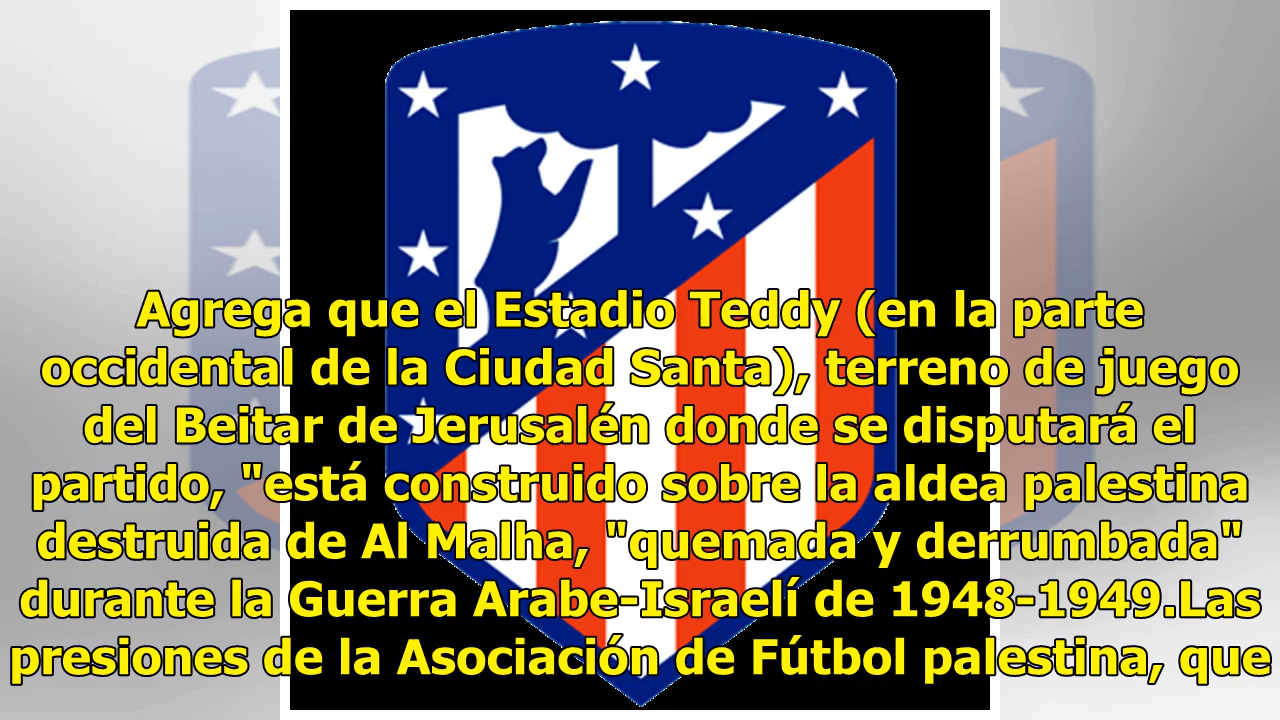 Agrega que el Estadio Teddy (en la parte
occidental de la Ciudad Santa), terreno de juego
del Beitar de Jerusalén donde se disputará el
partido, "está construido sobre la aldea palestina
destruida de Al Malha, "quemada y derrumbada"
durante la Guerra Arabe-Israelí de 1948-1949.Las
presiones de la Asociación de Fútbol palestina, que